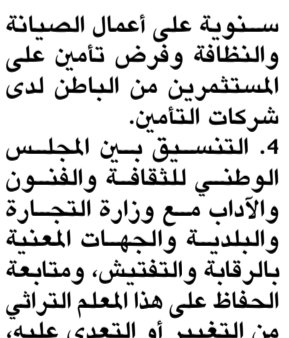 سنوية على أعمال الصيانة
والنظافة وفرض تأمين على
المستثمرين من الباطن لدى
شركات التأمين.
4. التنسيق بين المجلس
الوطني للثقافة والفنون
والآداب مع وزارة التجارة
والبلدية والجهات المعنية
بالرقابة والتفتيش، ومتابعة
الحفاظ على هذا المعلم التراثي
من التغيير أو التعدي عليه،